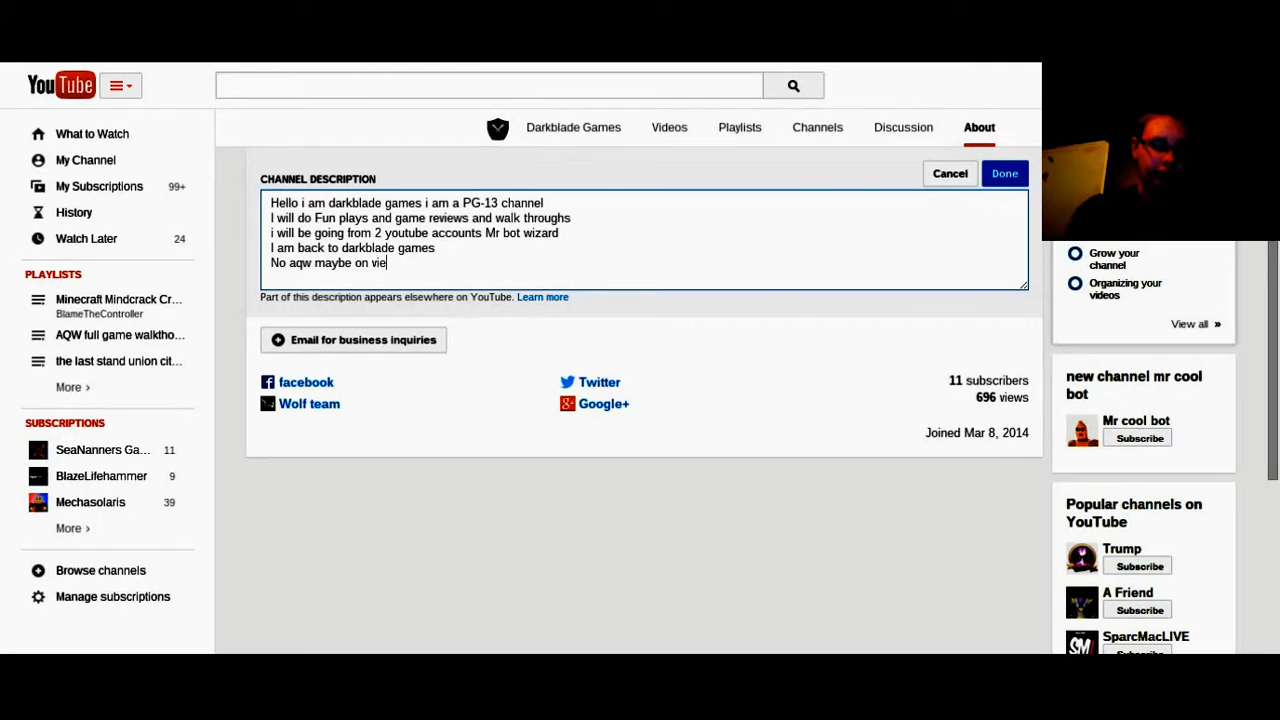 YouTube
Darkblade Games Videos Playlists Channels Discussion About
What to Watch
My Channel
My Subscriptions 99+
History
Watch Later 24
PLAYLISTS
Minecraft Mindcrack Cr...
BlameTheController
AQW full game walktho...
the last stand union cit...
More ›
SUBSCRIPTIONS
SeaNanners Ga... 11
BlazeLifehammer 9
Mechasolaris 39
More ›
Browse channels
Manage subscriptions
CHANNEL DESCRIPTION
Cancel Done
Hello i am darkblade games i am a PG-13 channel
I will do Fun plays and game reviews and walk throughs
i will be going from 2 youtube accounts Mr bot wizard
I am back to darkblade games
No aqw maybe on vie
Part of this description appears elsewhere on YouTube. Learn more
Email for business inquiries
facebook Twitter
Wolf team Google+
11 subscribers
696 views
Joined Mar 8, 2014
Grow your
channel
Organizing your
videos
View all »
new channel mr cool
bot
Mr cool bot
Subscribe
Popular channels on
YouTube
Trump
Subscribe
A Friend
Subscribe
SparcMacLIVE
SM